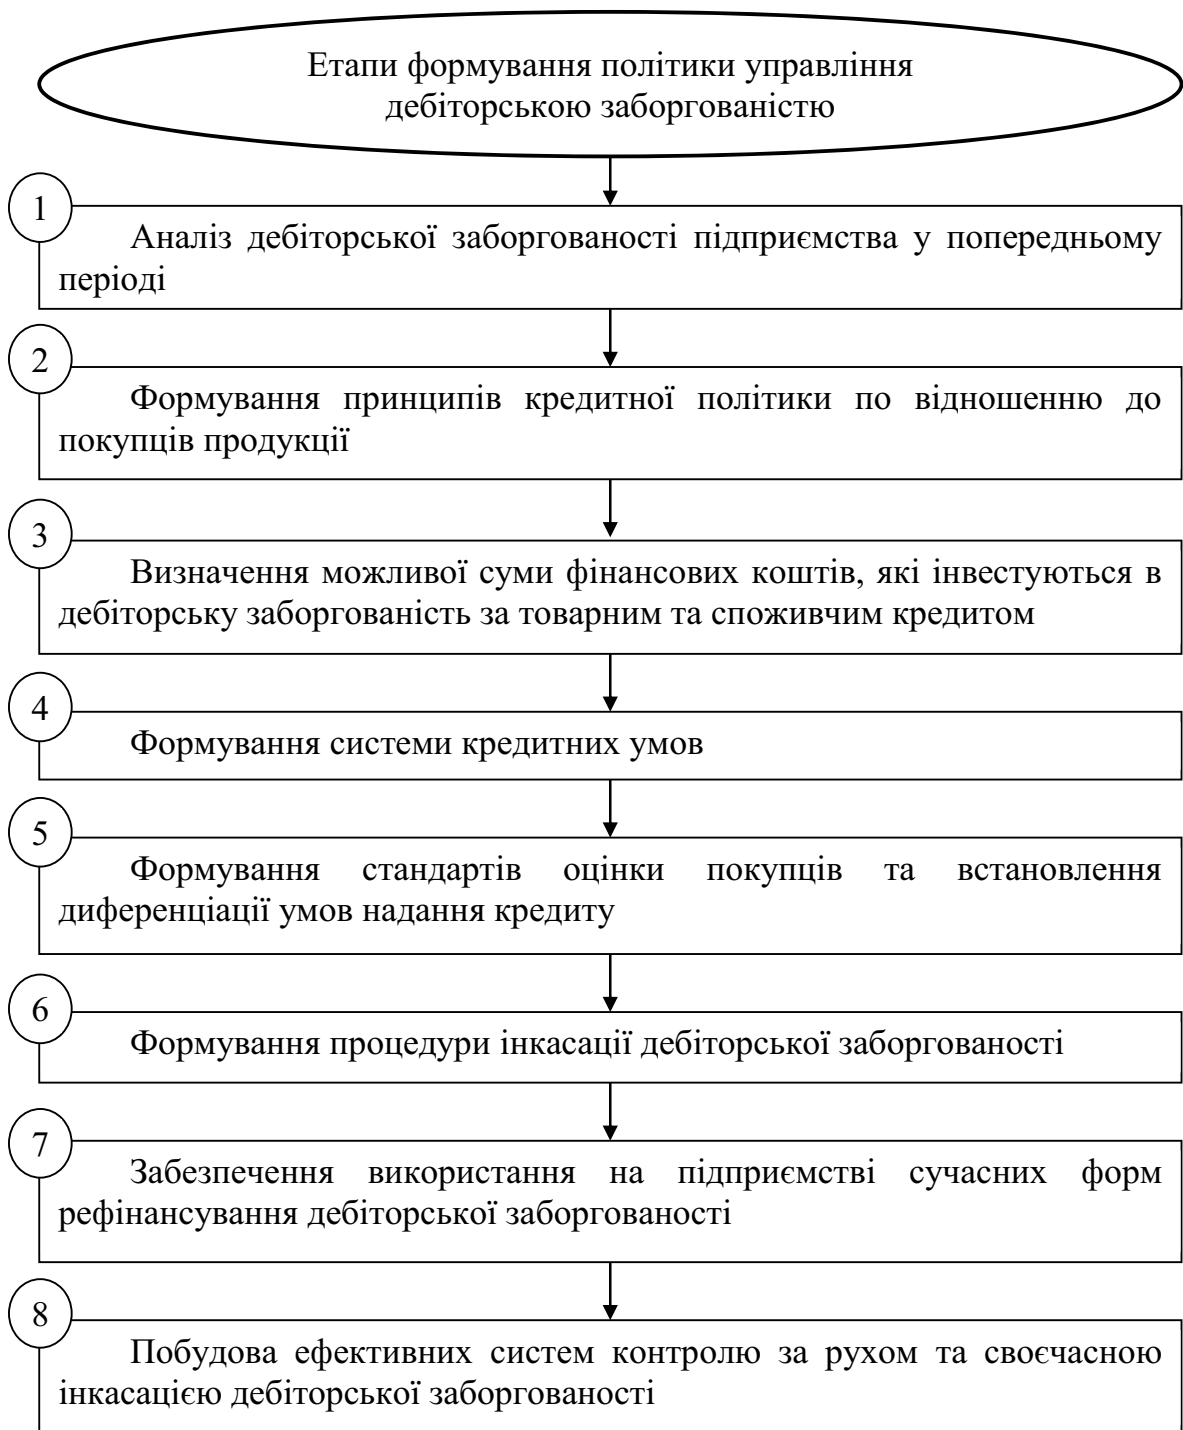 Етапи формування політики управління
дебіторською заборгованістю
1
Аналіз дебіторської заборгованості підприємства у попередньому
періоді
2
Формування принципів кредитної політики по відношенню до
покупців продукції
3
Визначення можливої суми фінансових коштів, які інвестуються в
дебіторську заборгованість за товарним та споживчим кредитом
4
Формування системи кредитних умов
5
Формування стандартів оцінки покупців та встановлення
диференціації умов надання кредиту
6
Формування процедури інкасації дебіторської заборгованості
7
Забезпечення використання на підприємстві сучасних форм
рефінансування дебіторської заборгованості
8
Побудова ефективних систем контролю за рухом та своєчасною
інкасацією дебіторської заборгованості